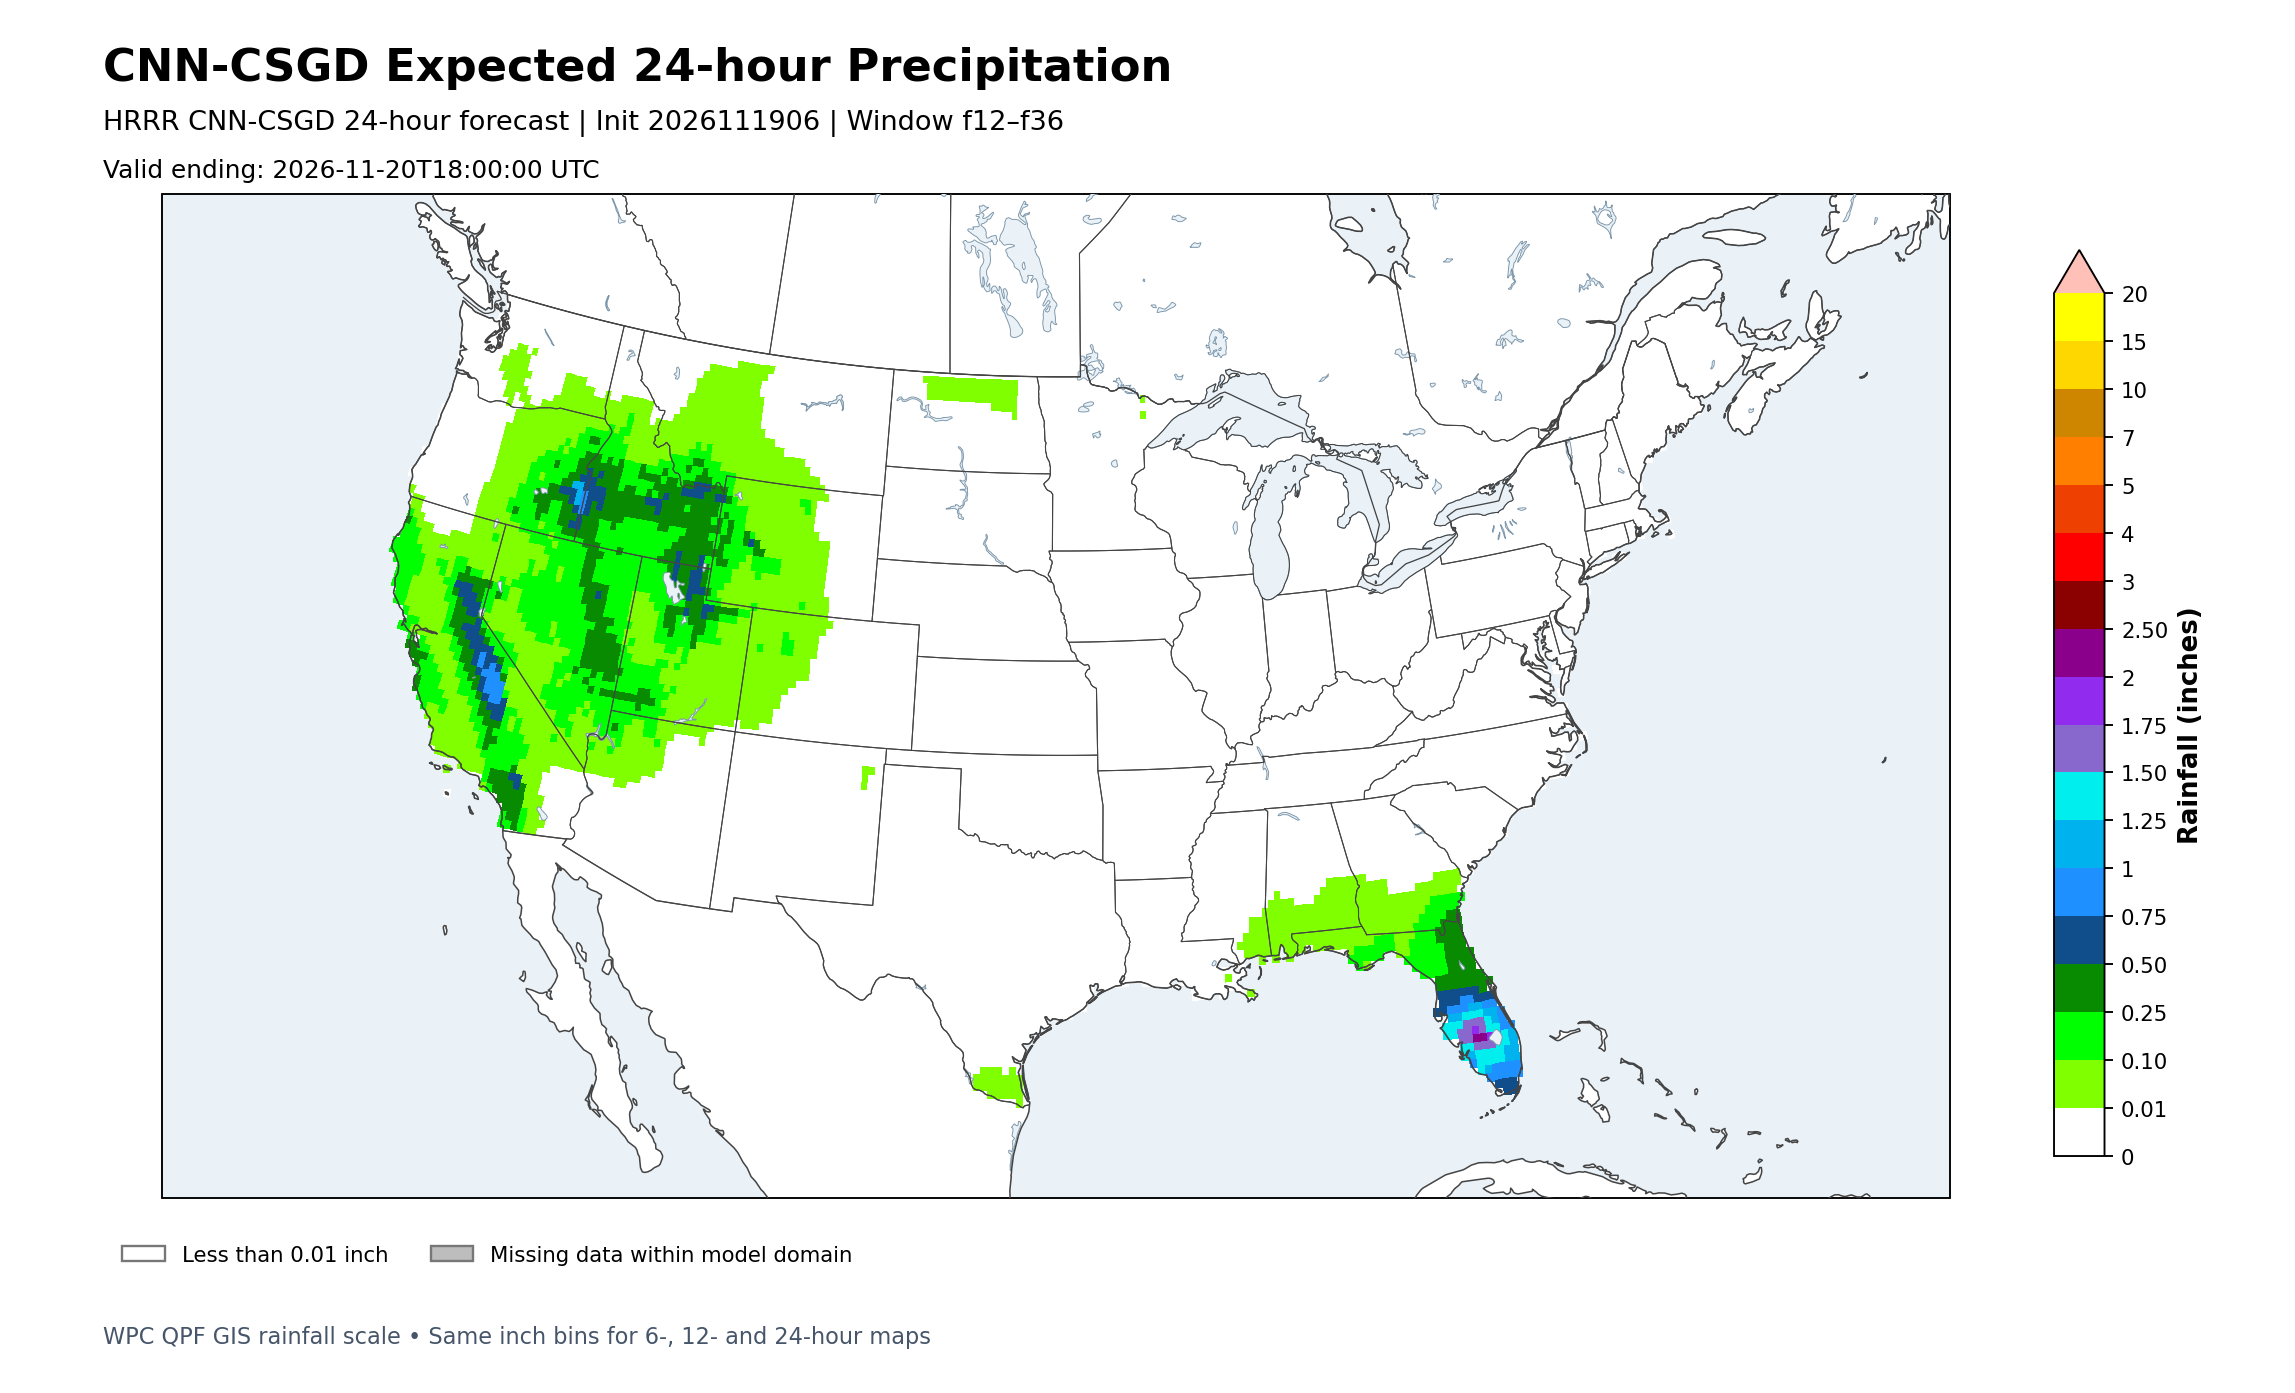 CNN-CSGD Expected 24-hour Precipitation
HRRR CNN-CSGD 24-hour forecast | Init 2026111906 | Window f12–f36
Valid ending: 2026-11-20T18:00:00 UTC
20
15
10
7
5
4
3
2.50
2
1.75
1.50
1.25
1
0.75
0.50
0.25
0.10
0.01
0
Rainfall (inches)
Less than 0.01 inch
Missing data within model domain
WPC QPF GIS rainfall scale • Same inch bins for 6-, 12- and 24-hour maps